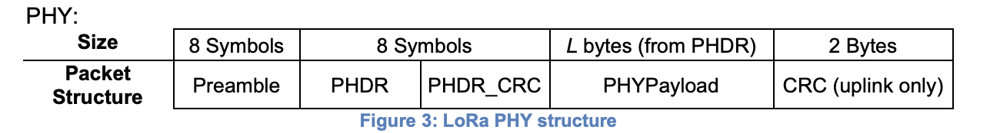 PHY:
Size 8 Symbols 8 Symbols L bytes (from PHDR) 2 Bytes
Packet Structure Preamble PHDR PHDR_CRC PHYPayload CRC (uplink only)
Figure 3: LoRa PHY structure